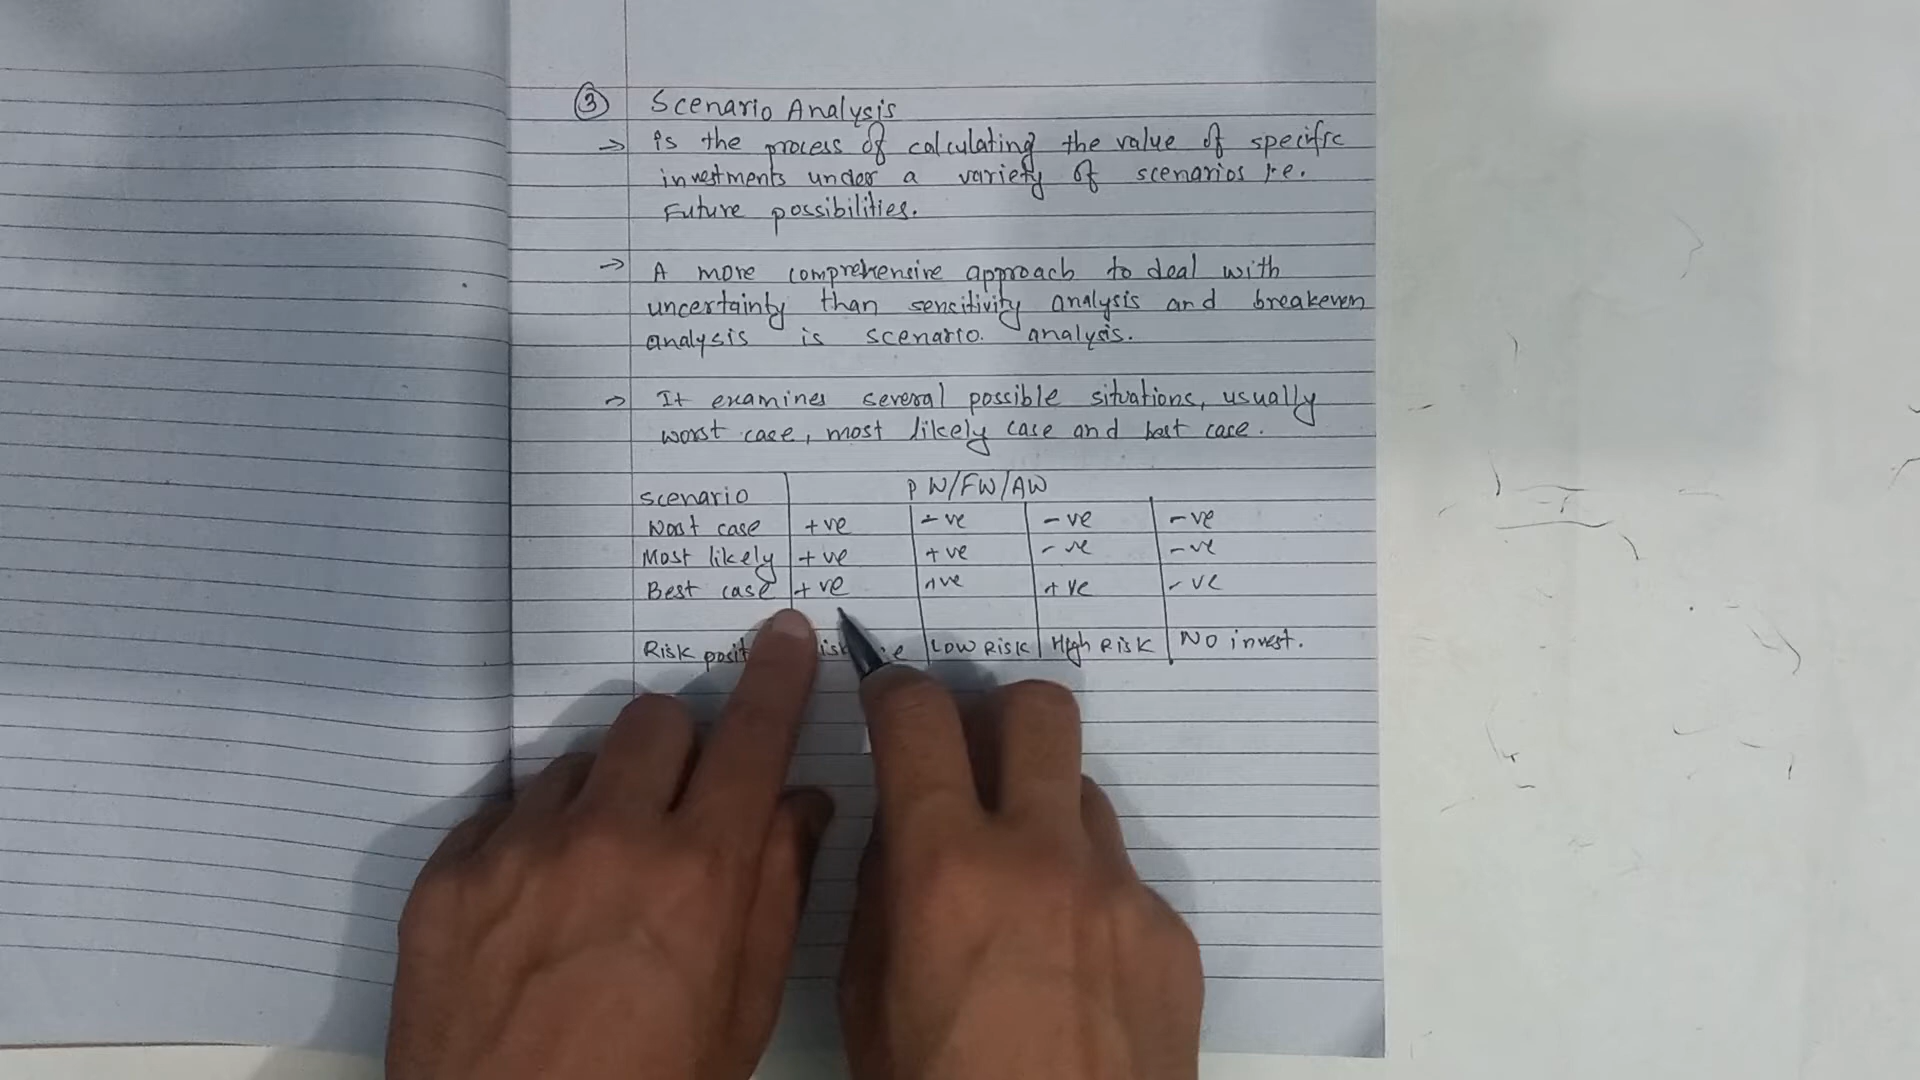 ③ Scenario Analysis
→ is the process of calculating the value of specific
investments under a variety of scenarios i.e.
Future possibilities.
→ A more comprehensive approach to deal with
uncertainty than sensitivity analysis and breakeven
analysis is scenario. analysis.
→ It examines several possible situations, usually
worst case, most likely case and best case.
scenario PW/FW/AW
Worst case +ve -ve -ve -ve
Most likely +ve +ve -ve -ve
Best case +ve +ve +ve -ve
Risk Low Risk High Risk No invest.